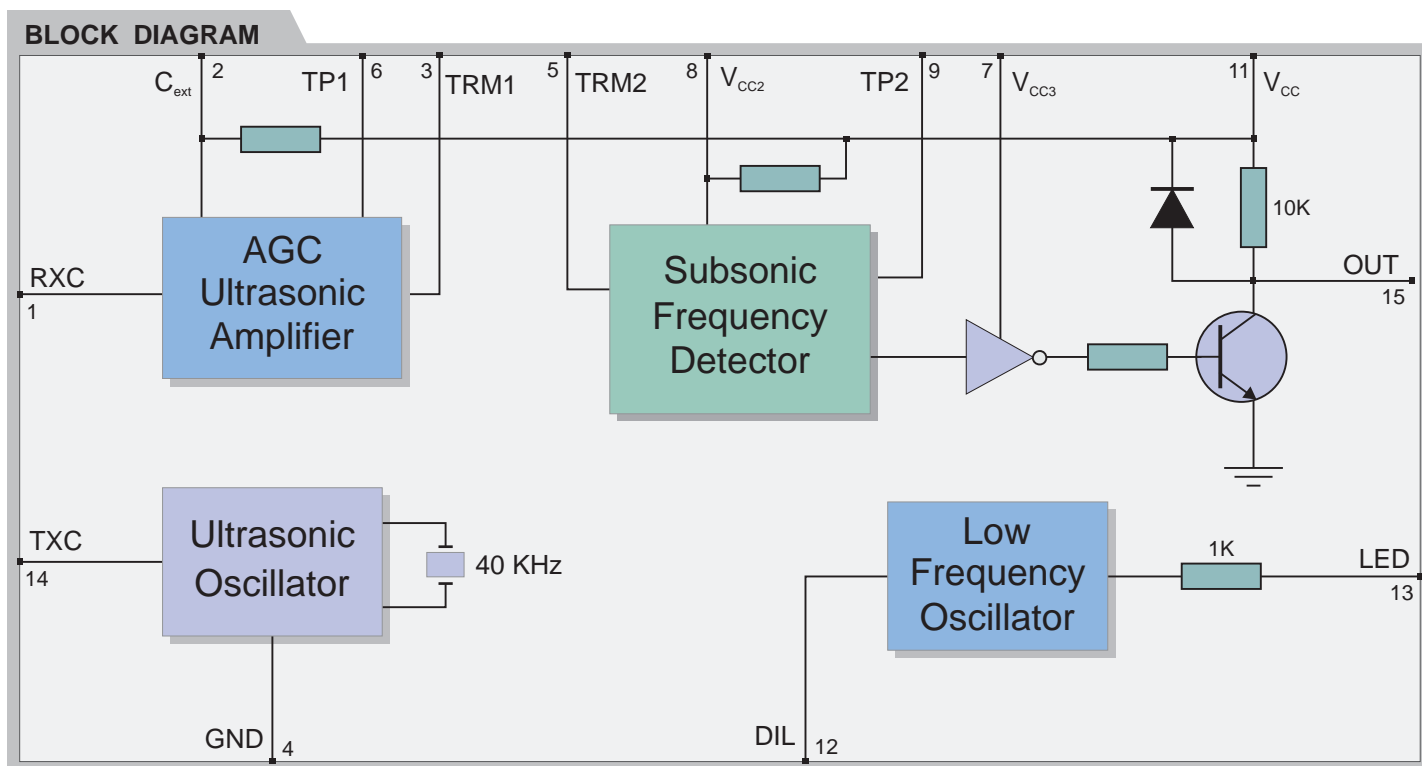 BLOCK DIAGRAM
2
6
3
5
8
9
7
11
Cext
TP1
TRM1
TRM2
VCC2
TP2
VCC3
VCC
10K
AGC
Ultrasonic
Amplifier
Subsonic
Frequency
Detector
RXC
1
OUT
15
TXC
14
Ultrasonic
Oscillator
40 KHz
Low
Frequency
Oscillator
1K
LED
13
GND
4
DIL
12